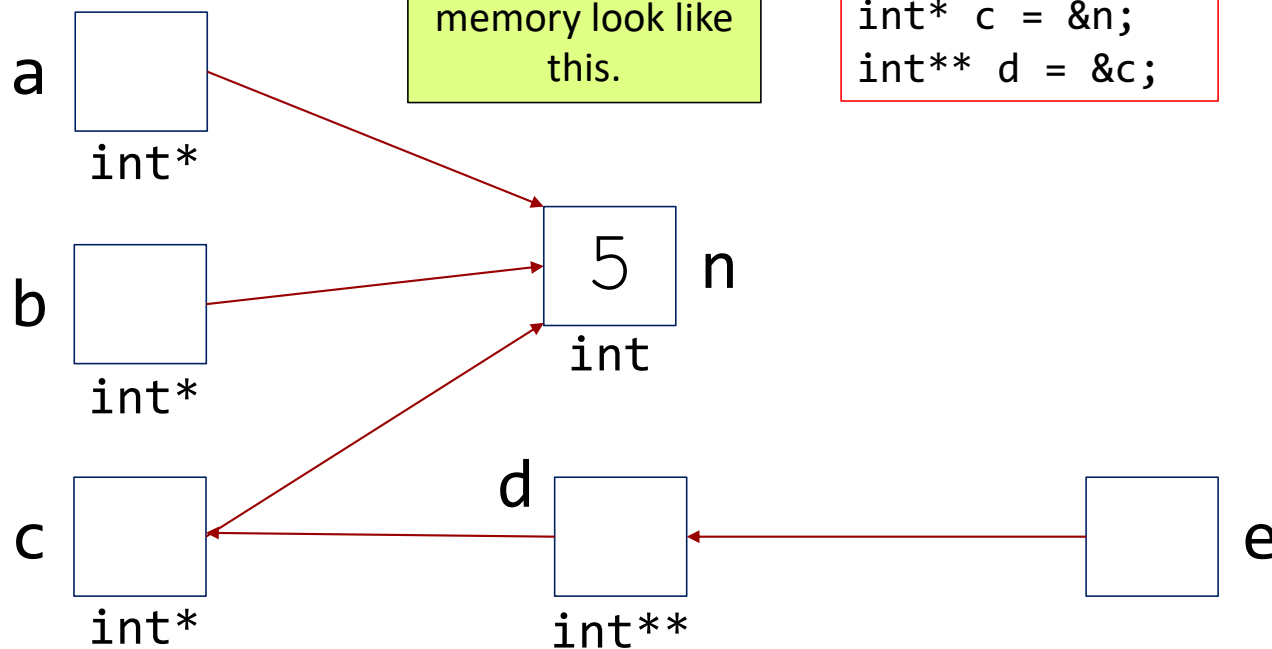 memory look like
this.
int* c = &n;
int** d = &c;
a
int*
5
n
int
b
int*
d
c
e
int*
int**